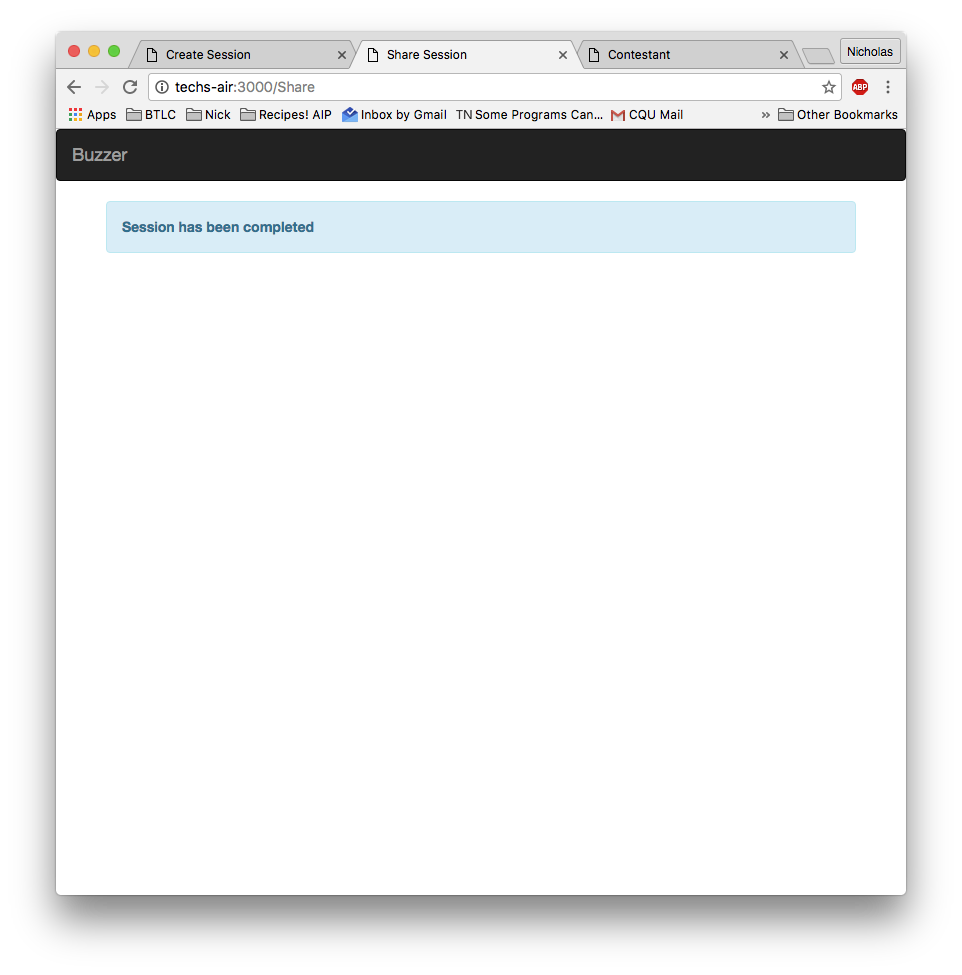 Create Session Share Session Contestant Nicholas
techs-air:3000/Share ABP
Apps BTLC Nick Recipes! AIP Inbox by Gmail TN Some Programs Can... CQU Mail » Other Bookmarks
Buzzer
Session has been completed